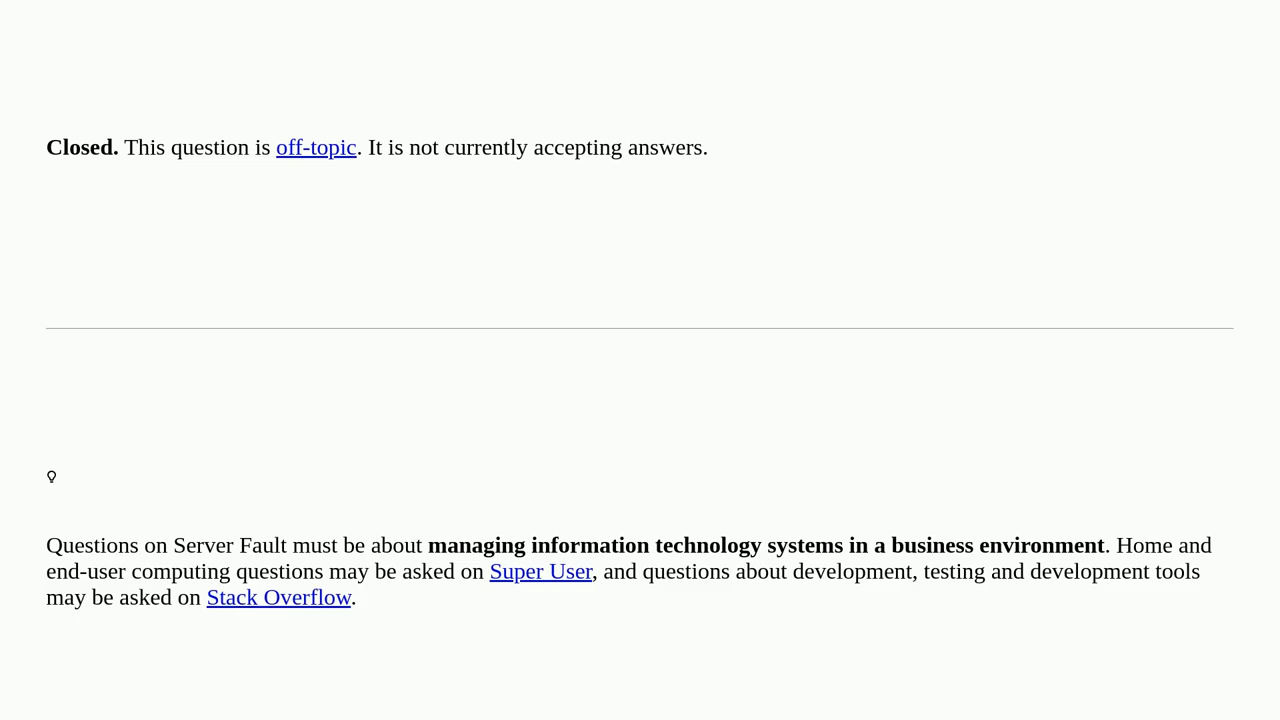 Closed. This question is off-topic. It is not currently accepting answers.
Questions on Server Fault must be about managing information technology systems in a business environment. Home and
end-user computing questions may be asked on Super User, and questions about development, testing and development tools
may be asked on Stack Overflow.